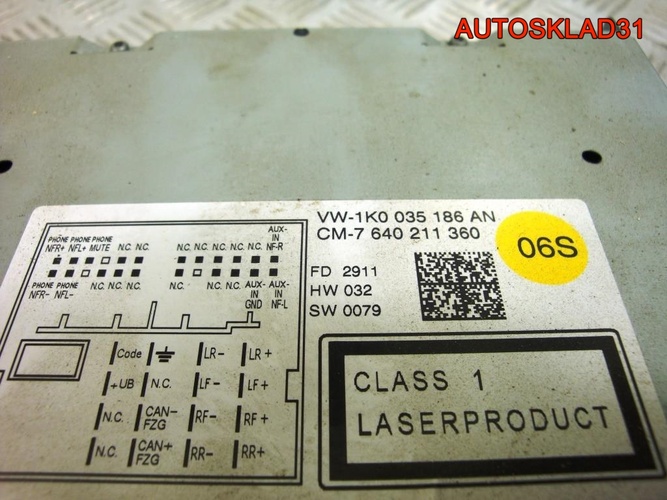 AUTOSKLAD31
VW-1K0 035 186 AN
CM-7 640 211 360
06S
FD 2911
HW 032
SW 0079
CLASS 1
LASERPRODUCT
PHONE PHONE PHONE
NFR+ NFL+ MUTE N.C. N.C. N.C. N.C. N.C. AUX-IN NF-R
PHONE PHONE
NFR- NFL- N.C. N.C. N.C. N.C. N.C. N.C. AUX-IN GND AUX-IN NF-L
Code LR- LR+
+UB N.C. LF- LF+
N.C. CAN-FZG RF- RF+
N.C. CAN+FZG RR- RR+